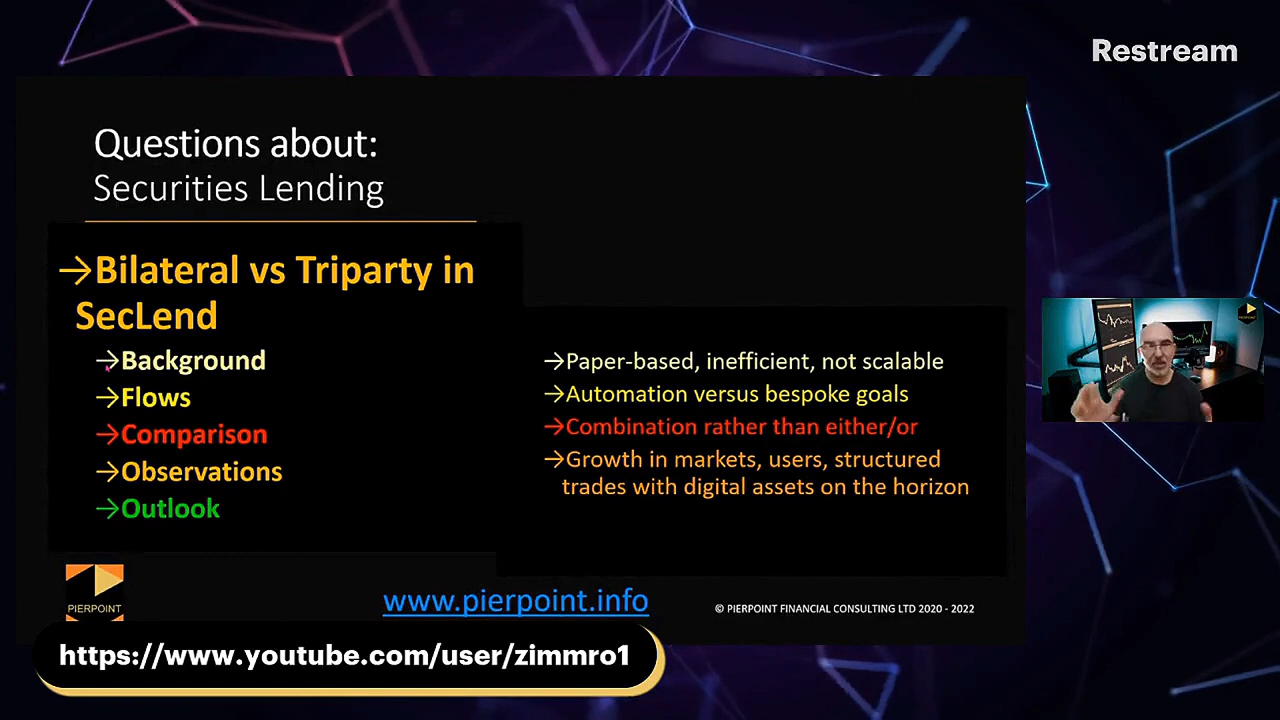 Restream
Questions about:
Securities Lending
→Bilateral vs Triparty in
SecLend
→Background
→Flows
→Comparison
→Observations
→Outlook
→Paper-based, inefficient, not scalable
→Automation versus bespoke goals
→Combination rather than either/or
→Growth in markets, users, structured
trades with digital assets on the horizon
PIERPOINT
www.pierpoint.info
© PIERPOINT FINANCIAL CONSULTING LTD 2020 - 2022
https://www.youtube.com/user/zimmro1
PIERPOINT